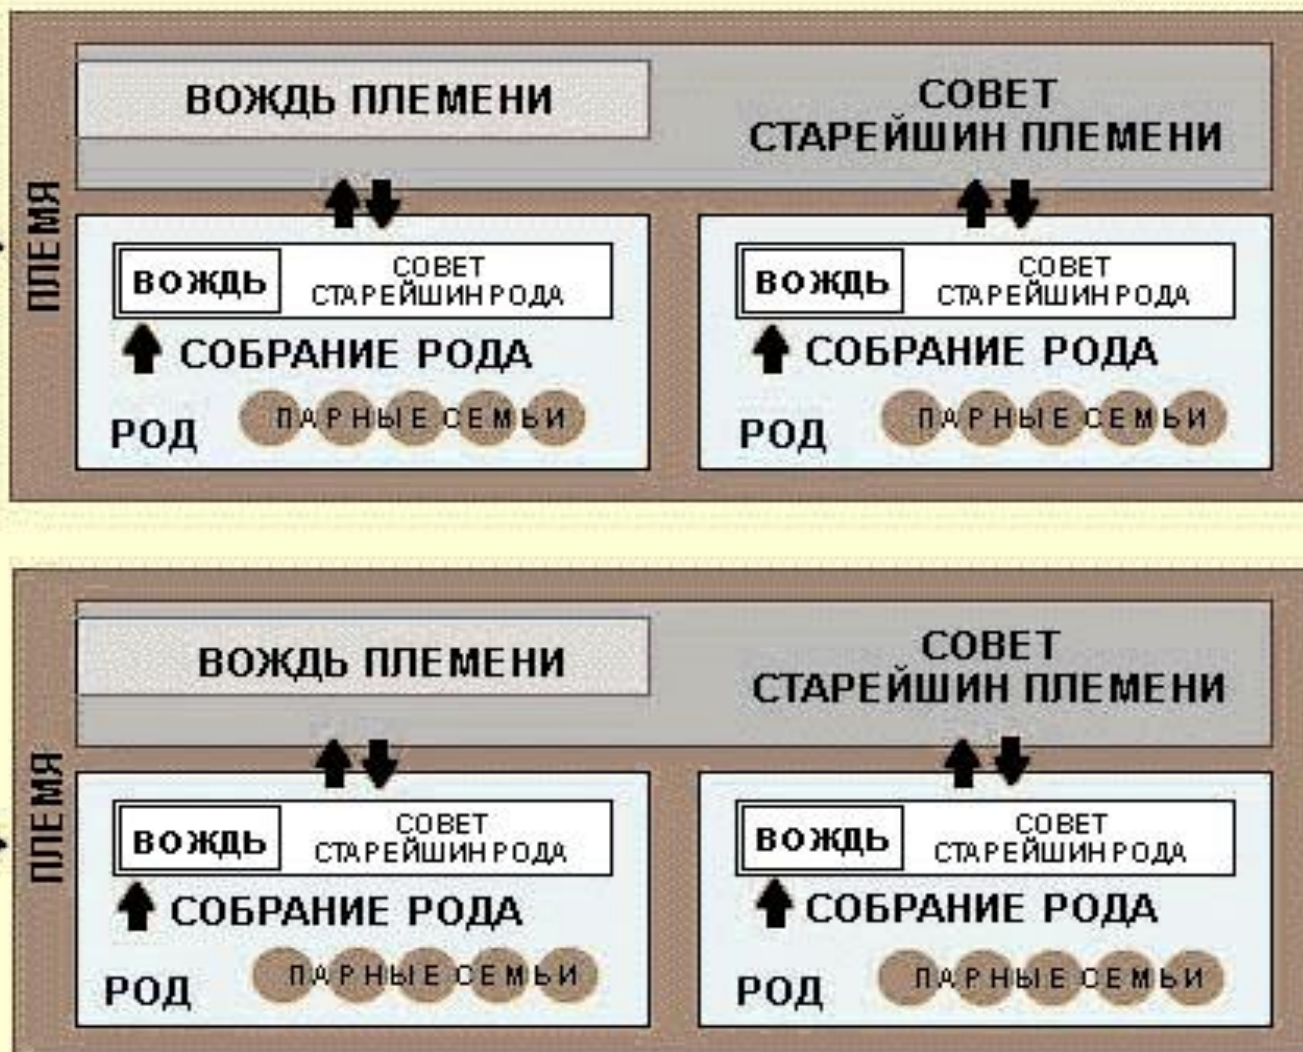 ПЛЕМЯ
ВОЖДЬ ПЛЕМЕНИ
СОВЕТ
СТАРЕЙШИН ПЛЕМЕНИ
ВОЖДЬ
СОВЕТ
СТАРЕЙШИН РОДА
СОБРАНИЕ РОДА
РОД
ПАРНЫЕ СЕМЬИ
ВОЖДЬ
СОВЕТ
СТАРЕЙШИН РОДА
СОБРАНИЕ РОДА
РОД
ПАРНЫЕ СЕМЬИ
ПЛЕМЯ
ВОЖДЬ ПЛЕМЕНИ
СОВЕТ
СТАРЕЙШИН ПЛЕМЕНИ
ВОЖДЬ
СОВЕТ
СТАРЕЙШИН РОДА
СОБРАНИЕ РОДА
РОД
ПАРНЫЕ СЕМЬИ
ВОЖДЬ
СОВЕТ
СТАРЕЙШИН РОДА
СОБРАНИЕ РОДА
РОД
ПАРНЫЕ СЕМЬИ